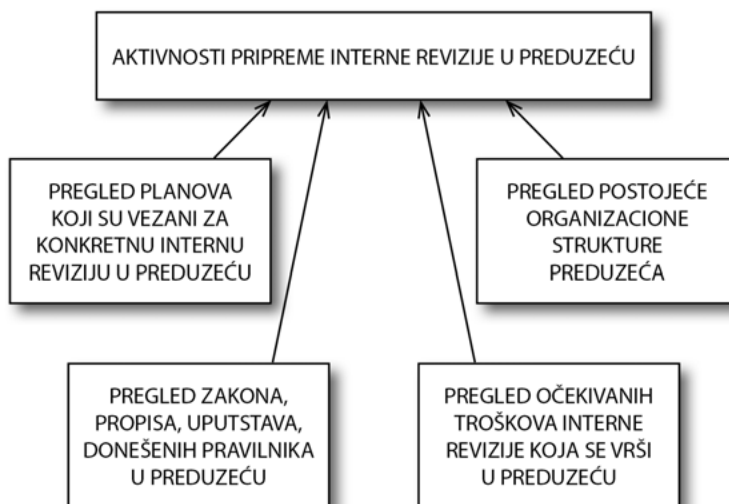 AKTIVNOSTI PRIPREME INTERNE REVIZIJE U PREDUZEĆU
PREGLED PLANOVA
KOJI SU VEZANI ZA
KONKRETNU INTERNU
REVIZIJU U PREDUZEĆU
PREGLED POSTOJEĆE
ORGANIZACIONE
STRUKTURE
PREDUZEĆA
PREGLED ZAKONA,
PROPISA, UPUTSTAVA,
DONEŠENIH PRAVILNIKA
U PREDUZEĆU
PREGLED OČEKIVANIH
TROŠKOVA INTERNE
REVIZIJE KOJA SE VRŠI
U PREDUZEĆU